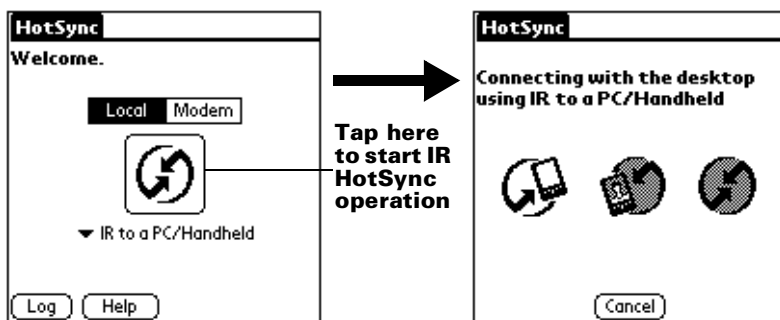 HotSync
Welcome.
Local Modem
IR to a PC/Handheld
Log Help
Tap here
to start IR
HotSync
operation
HotSync
Connecting with the desktop
using IR to a PC/Handheld
Cancel